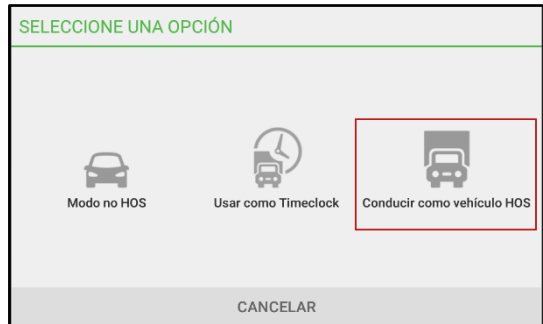 SELECCIONE UNA OPCIÓN
Modo no HOS
Usar como Timeclock
Conducir como vehículo HOS
CANCELAR